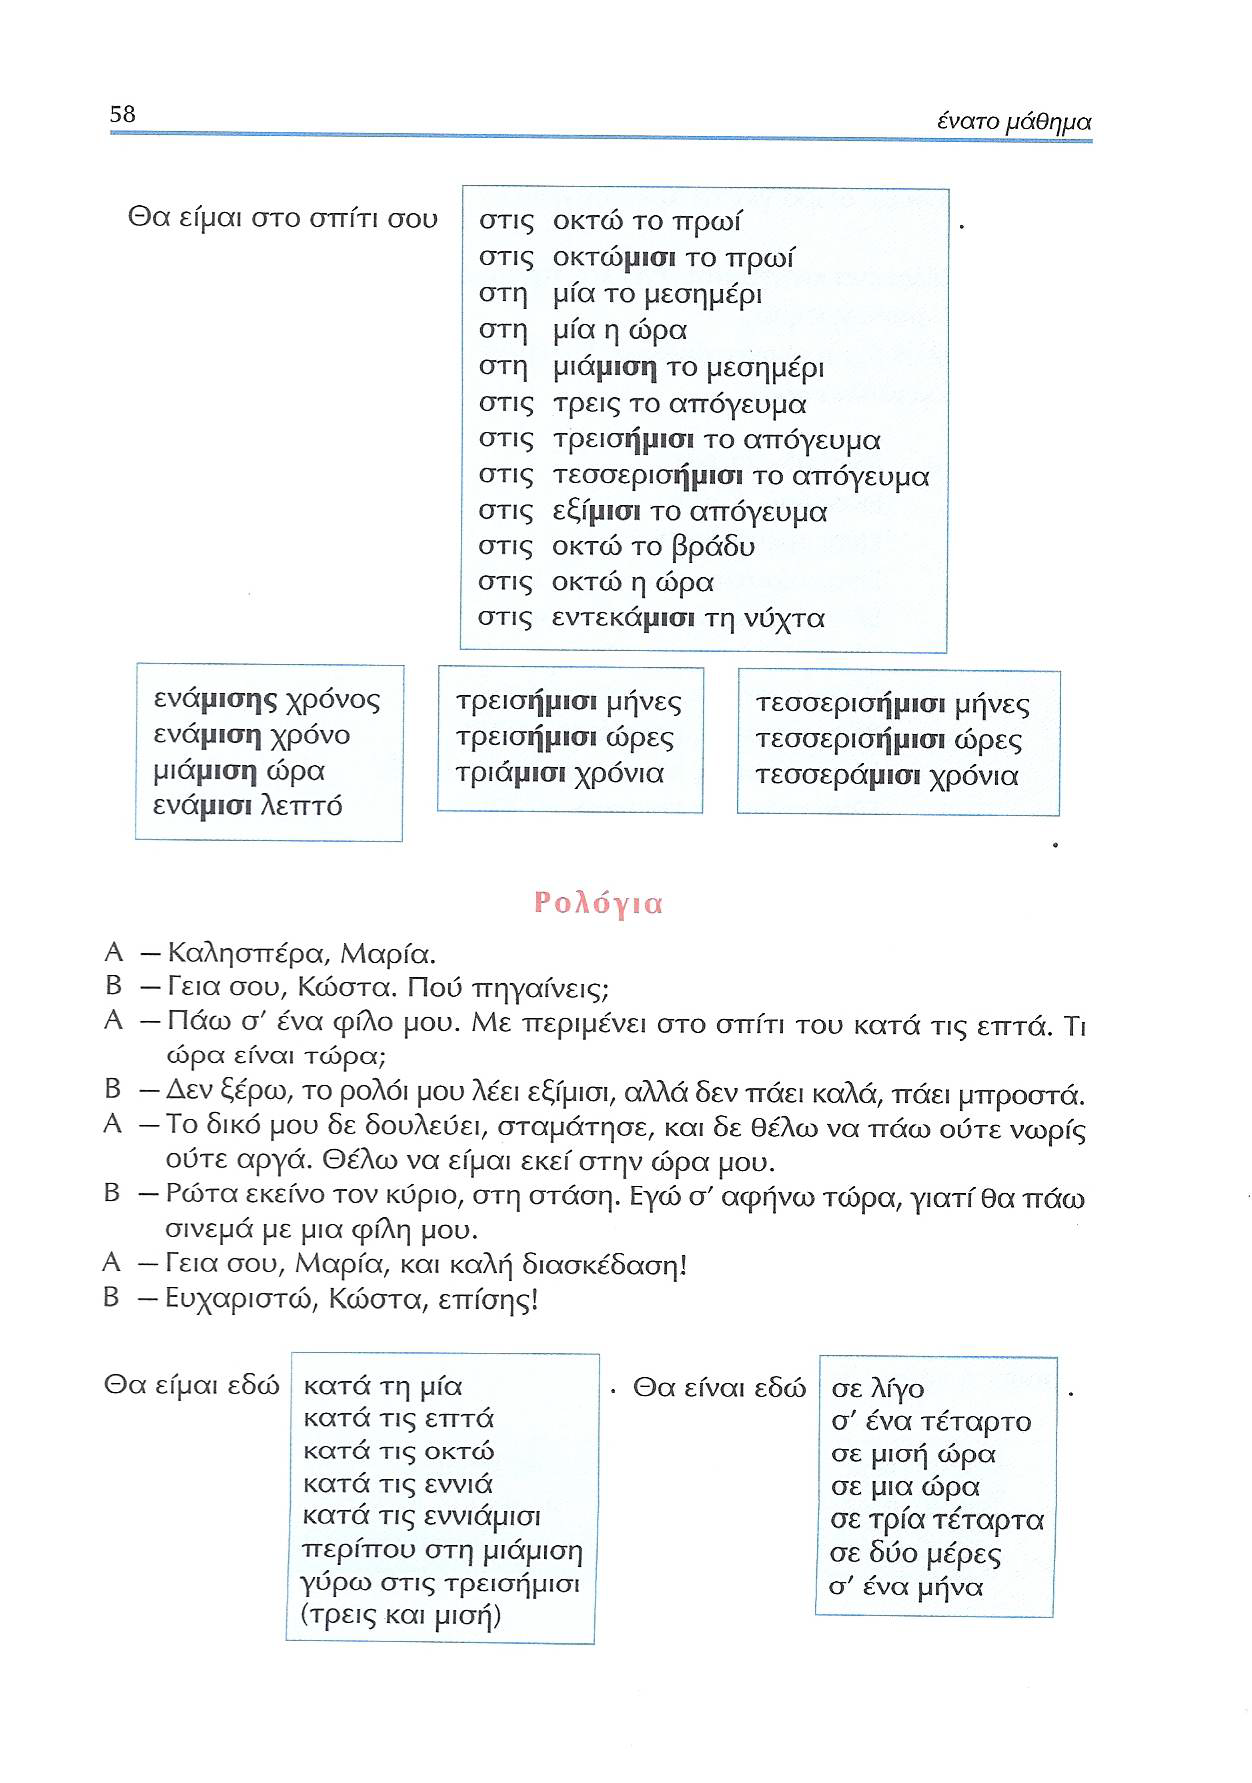 58
ένατο μάθημα
Θα είμαι στο σπίτι σου
στις οκτώ το πρωί
.
στις οκτώμισι το πρωί
στη μία το μεσημέρι
στη μία η ώρα
στη μιάμιση το μεσημέρι
στις τρεις το απόγευμα
στις τρεισήμισι το απόγευμα
στις τεσσερισήμισι το απόγευμα
στις εξίμισι το απόγευμα
στις οκτώ το βράδυ
στις οκτώ η ώρα
στις εντεκάμισι τη νύχτα
ενάμισης χρόνος
ενάμιση χρόνο
μιάμιση ώρα
ενάμισι λεπτό
τρεισήμισι μήνες
τρεισήμισι ώρες
τριάμισι χρόνια
τεσσερισήμισι μήνες
τεσσερισήμισι ώρες
τεσσεράμισι χρόνια
.
Ρολόγια
Α – Καλησπέρα, Μαρία.
Β – Γεια σου, Κώστα. Πού πηγαίνεις;
Α – Πάω σ' ένα φίλο μου. Με περιμένει στο σπίτι του κατά τις επτά. Τι
ώρα είναι τώρα;
Β – Δεν ξέρω, το ρολόι μου λέει εξίμισι, αλλά δεν πάει καλά, πάει μπροστά.
Α – Το δικό μου δε δουλεύει, σταμάτησε, και δε θέλω να πάω ούτε νωρίς
ούτε αργά. Θέλω να είμαι εκεί στην ώρα μου.
Β – Ρώτα εκείνο τον κύριο, στη στάση. Εγώ σ' αφήνω τώρα, γιατί θα πάω
σινεμά με μια φίλη μου.
Α – Γεια σου, Μαρία, και καλή διασκέδαση!
Β – Ευχαριστώ, Κώστα, επίσης!
Θα είμαι εδώ
κατά τη μία
.
κατά τις επτά
κατά τις οκτώ
κατά τις εννιά
κατά τις εννιάμισι
περίπου στη μιάμιση
γύρω στις τρεισήμισι
(τρεις και μισή)
Θα είναι εδώ
σε λίγο
.
σ' ένα τέταρτο
σε μισή ώρα
σε μια ώρα
σε τρία τέταρτα
σε δύο μέρες
σ' ένα μήνα